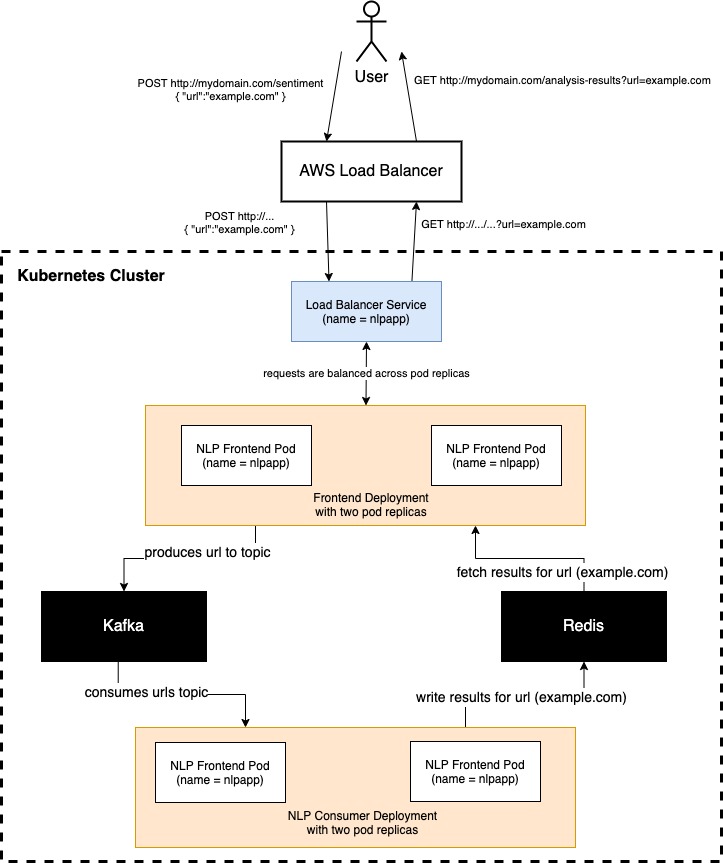 User
POST http://mydomain.com/sentiment
{ "url":"example.com" }
GET http://mydomain.com/analysis-results?url=example.com
AWS Load Balancer
POST http://...
{ "url":"example.com" }
GET http://.../...?url=example.com
Kubernetes Cluster
Load Balancer Service
(name = nlpapp)
requests are balanced across pod replicas
NLP Frontend Pod
(name = nlpapp)
NLP Frontend Pod
(name = nlpapp)
Frontend Deployment
with two pod replicas
produces url to topic
fetch results for url (example.com)
Kafka
Redis
consumes urls topic
write results for url (example.com)
NLP Frontend Pod
(name = nlpapp)
NLP Frontend Pod
(name = nlpapp)
NLP Consumer Deployment
with two pod replicas